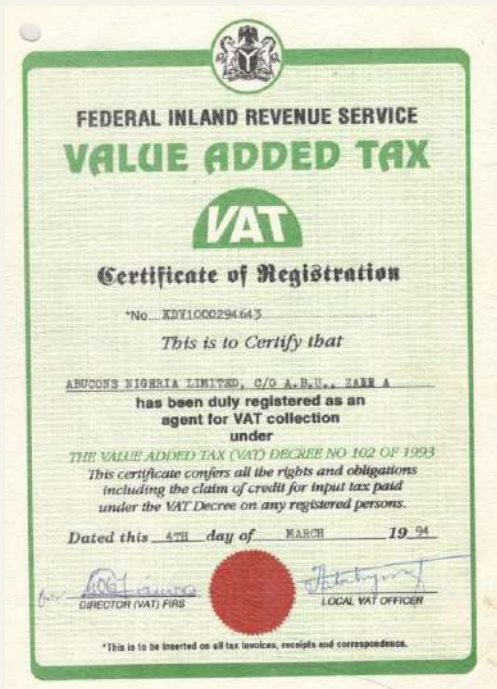 FEDERAL INLAND REVENUE SERVICE
VALUE ADDED TAX
VAT
Certificate of Registration
*No KDV1000294643
This is to Certify that
ABUCONS NIGERIA LIMITED, C/O A.B.U., ZARI A
has been duly registered as an
agent for VAT collection
under
THE VALUE ADDED TAX (VAT) DECREE NO 102 OF 1993
This certificate confers all the rights and obligations
including the claim of credit for input tax paid
under the VAT Decree on any registered persons.
Dated this 4TH day of MARCH 19 94
for
DIRECTOR (VAT) FIRS LOCAL VAT OFFICER
*This is to be inserted on all tax invoices, receipts and correspondence.